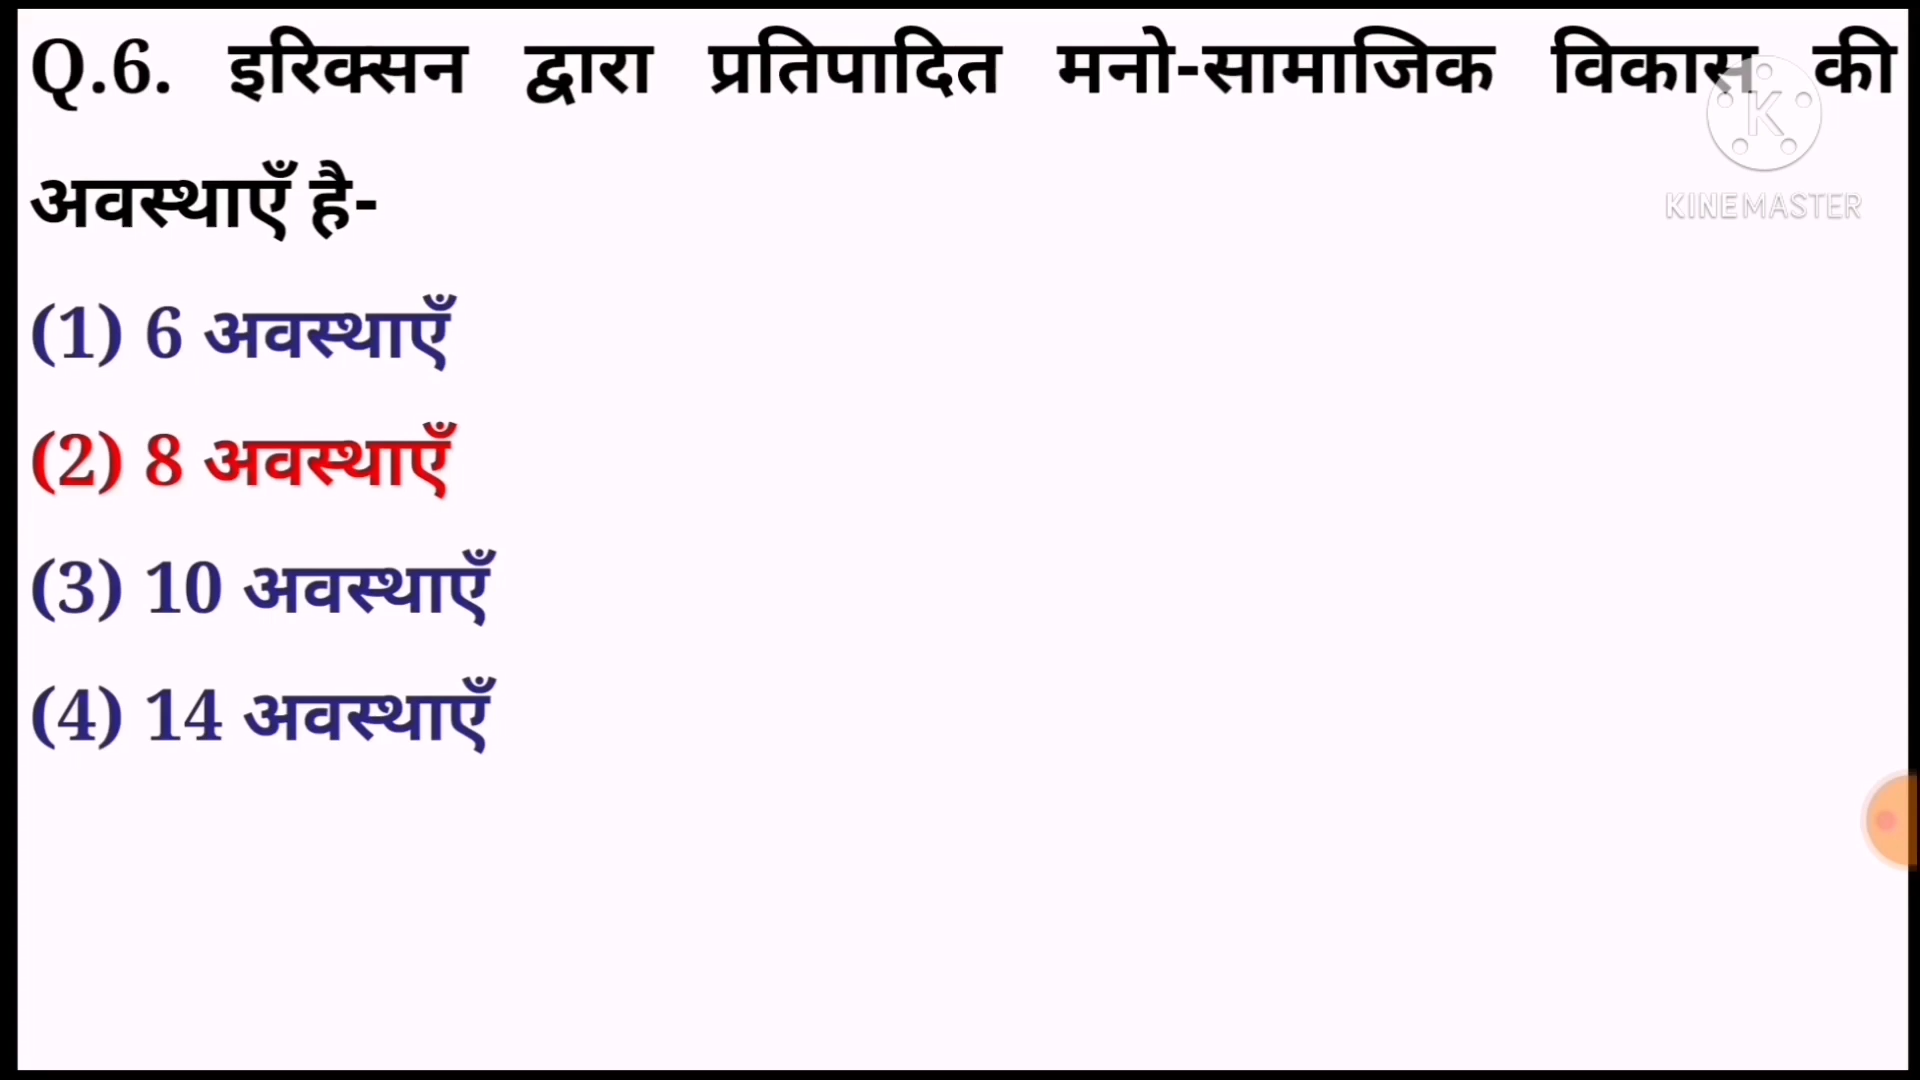 Q.6. इरिक्सन द्वारा प्रतिपादित मनो-सामाजिक विकास की
अवस्थाएँ है-
(1) 6 अवस्थाएँ
(2) 8 अवस्थाएँ
(3) 10 अवस्थाएँ
(4) 14 अवस्थाएँ
K
KINEMASTER